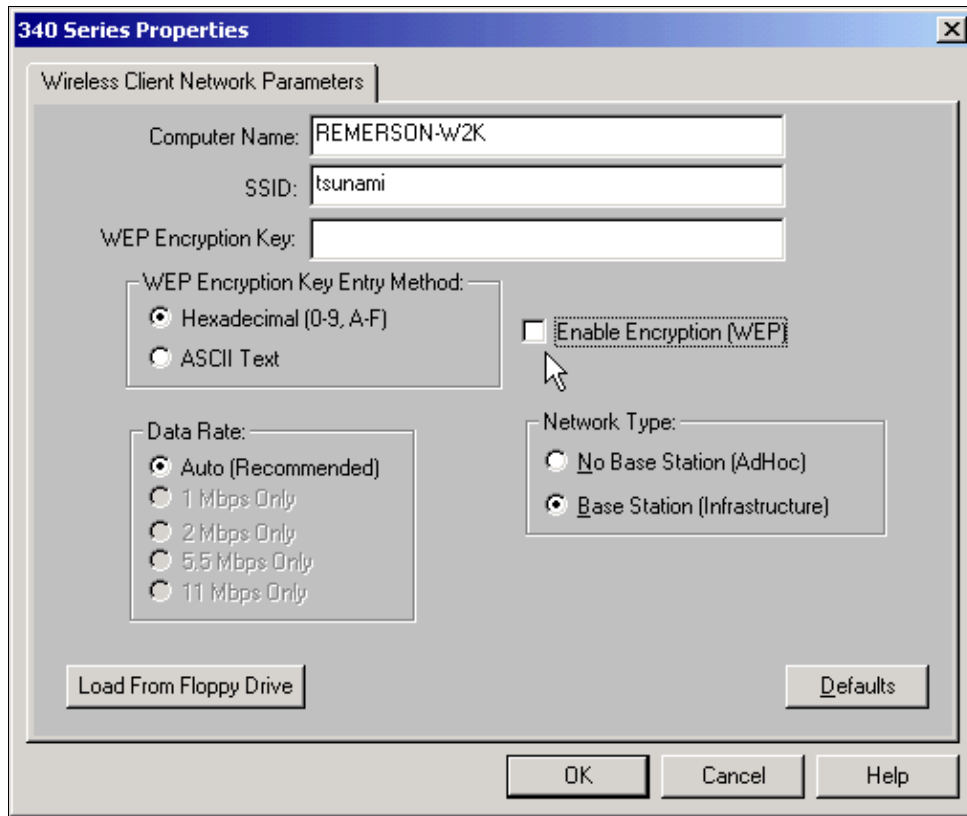 340 Series Properties
Wireless Client Network Parameters
Computer Name: REMERSON-W2K
SSID: tsunami
WEP Encryption Key:
WEP Encryption Key Entry Method:
Hexadecimal (0-9, A-F)
ASCII Text
Enable Encryption (WEP)
Data Rate:
Auto (Recommended)
1 Mbps Only
2 Mbps Only
5.5 Mbps Only
11 Mbps Only
Network Type:
No Base Station (AdHoc)
Base Station (Infrastructure)
Load From Floppy Drive
Defaults
OK
Cancel
Help